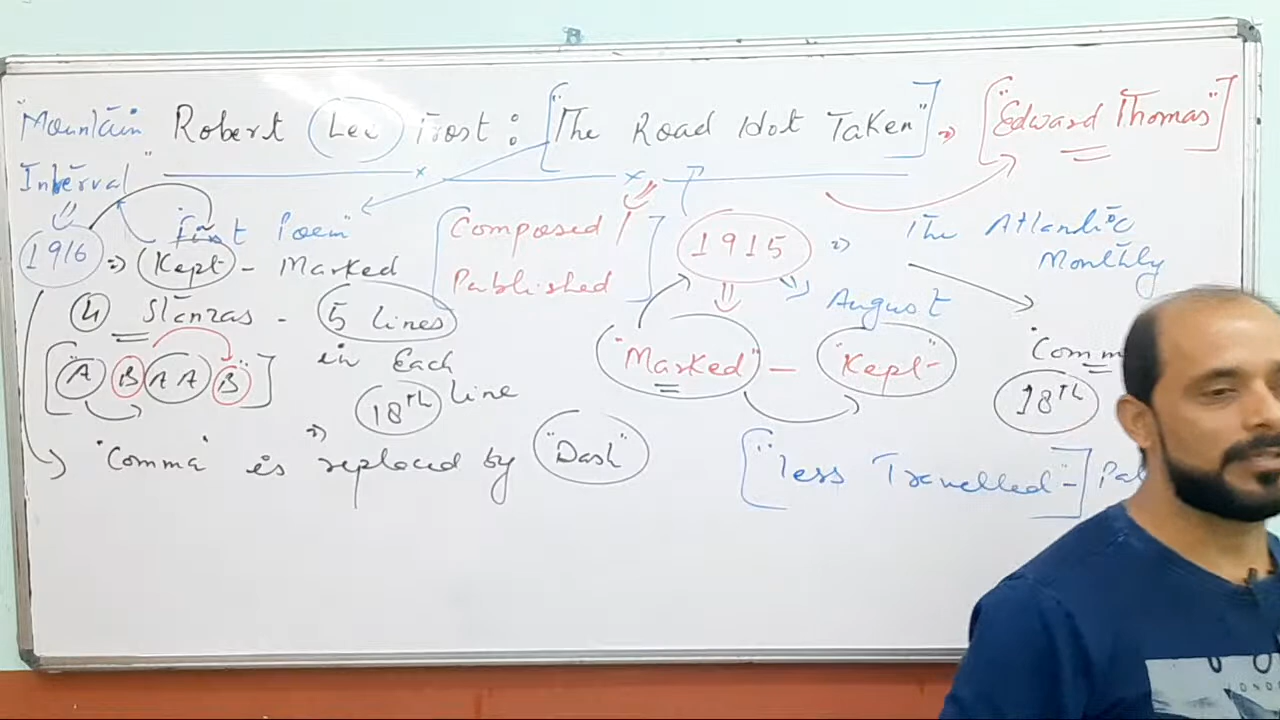 "Mountain Robert Lee Frost : ["The Road Not Taken"] => ["Edward Thomas"]
Interval"
1916 => Kept - Marked
"First Poem"
[Composed / Published]
1915 => The Atlantic
Monthly
August
4 Stanzas - 5 lines
in Each
["A B A A B"]
18th line
"Marked" - "Kept"
"Comm
18th
"Comma" is replaced by "Dash"
["less Travelled"-]